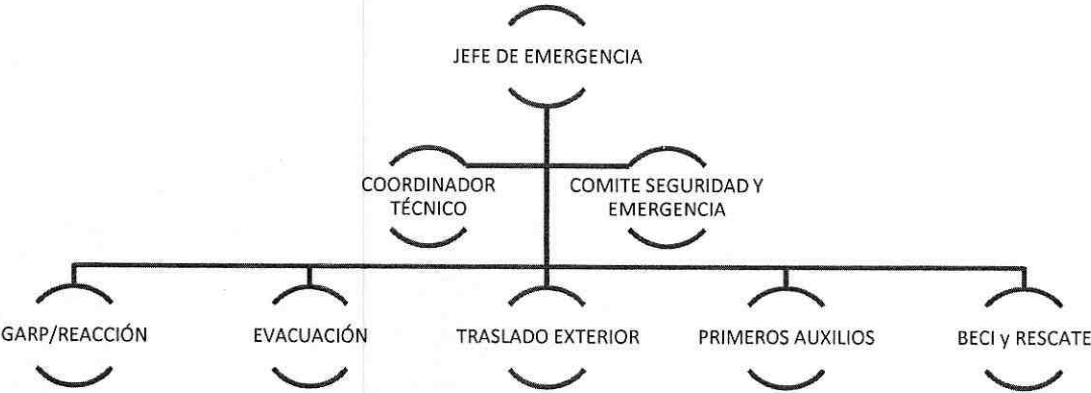 JEFE DE EMERGENCIA
COORDINADOR
TÉCNICO
COMITE SEGURIDAD Y
EMERGENCIA
GARP/REACCIÓN
EVACUACIÓN
TRASLADO EXTERIOR
PRIMEROS AUXILIOS
BECI y RESCATE